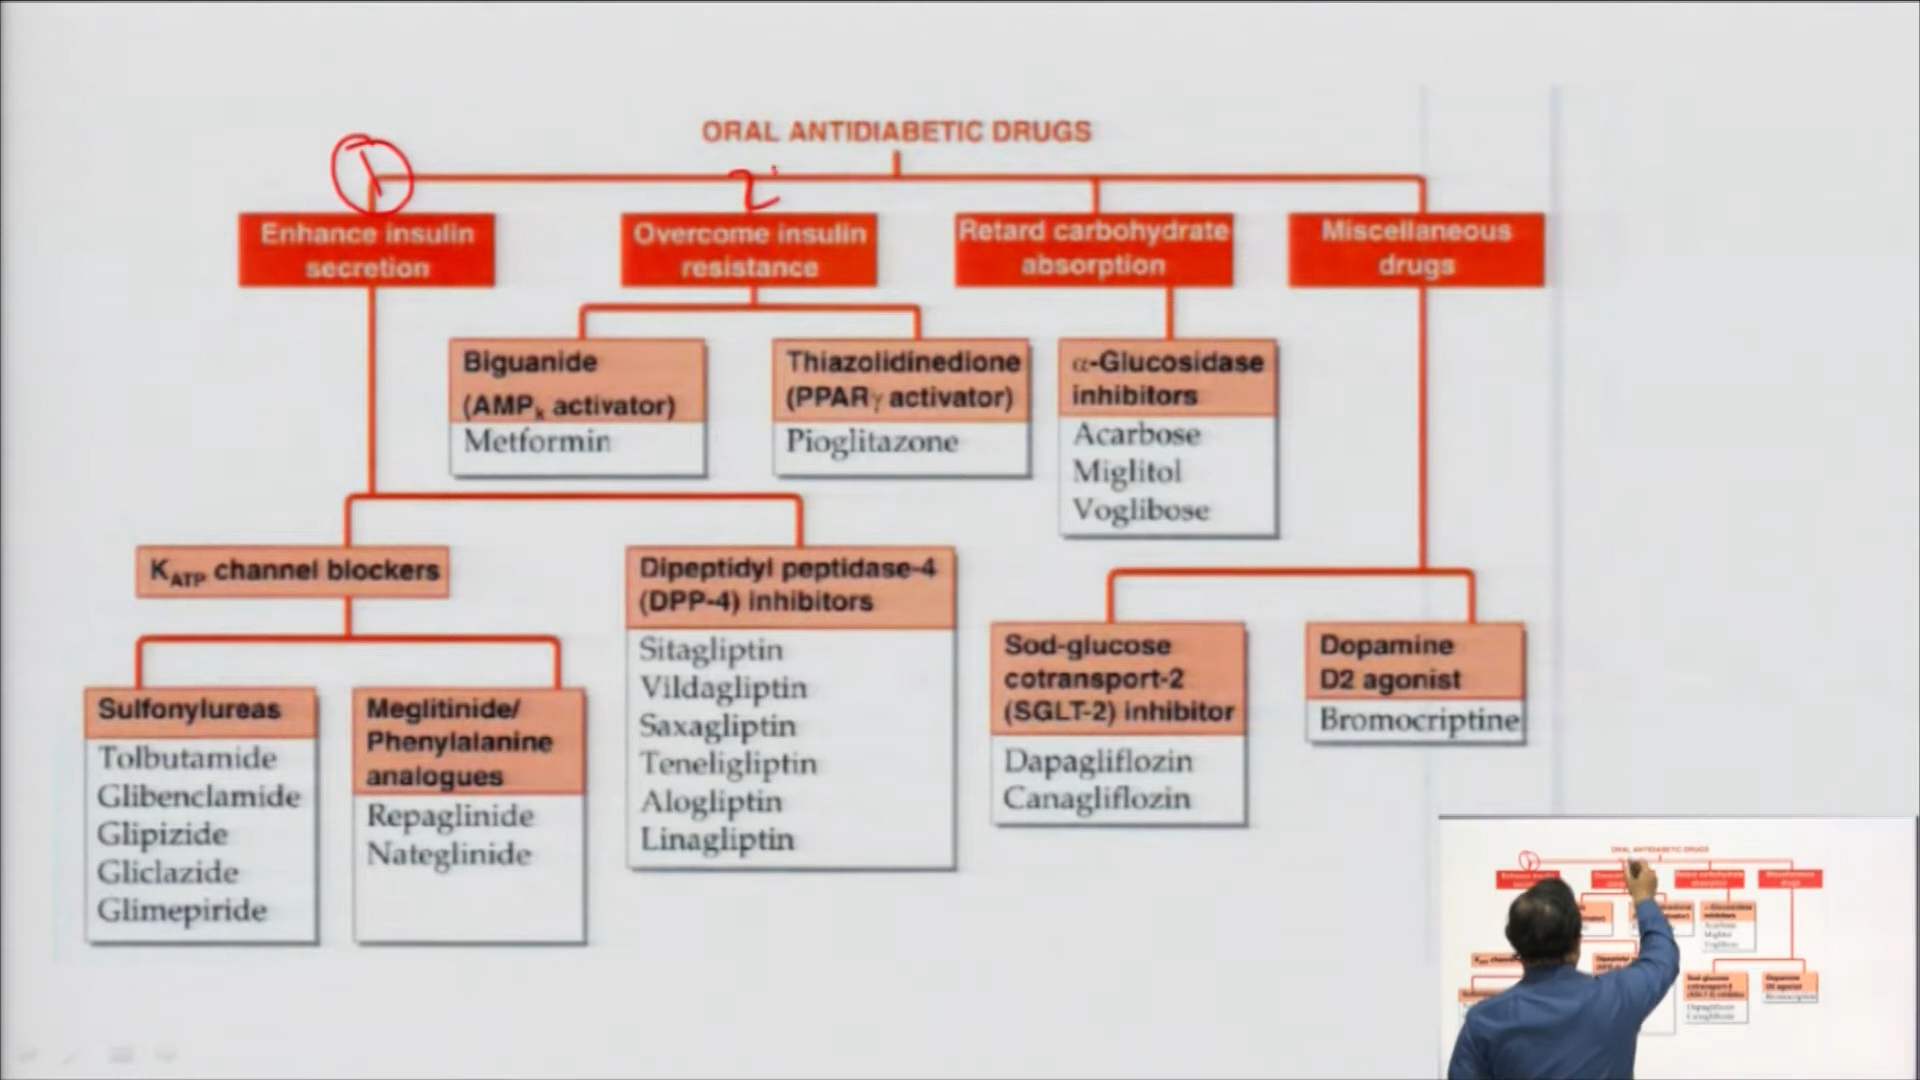 ORAL ANTIDIABETIC DRUGS
1
2
Enhance insulin
secretion
Overcome insulin
resistance
Retard carbohydrate
absorption
Miscellaneous
drugs
Biguanide
(AMPk activator)
Metformin
Thiazolidinedione
(PPARγ activator)
Pioglitazone
α-Glucosidase
inhibitors
Acarbose
Miglitol
Voglibose
KATP channel blockers
Dipeptidyl peptidase-4
(DPP-4) inhibitors
Sitagliptin
Vildagliptin
Saxagliptin
Teneligliptin
Alogliptin
Linagliptin
Sod-glucose
cotransport-2
(SGLT-2) inhibitor
Dapagliflozin
Canagliflozin
Dopamine
D2 agonist
Bromocriptine
Sulfonylureas
Tolbutamide
Glibenclamide
Glipizide
Gliclazide
Glimepiride
Meglitinide/
Phenylalanine
analogues
Repaglinide
Nateglinide
ORAL ANTIDIABETIC DRUGS